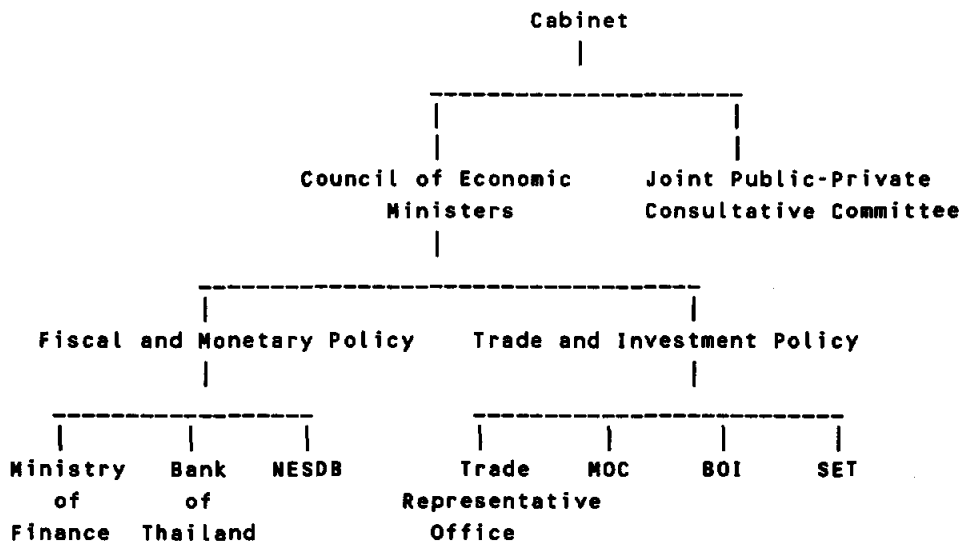 Cabinet
Council of Economic Joint Public-Private
Ministers Consultative Committee
Fiscal and Monetary Policy Trade and Investment Policy
Ministry Bank NESDB Trade MOC BOI SET
of of Representative
Finance Thailand Office